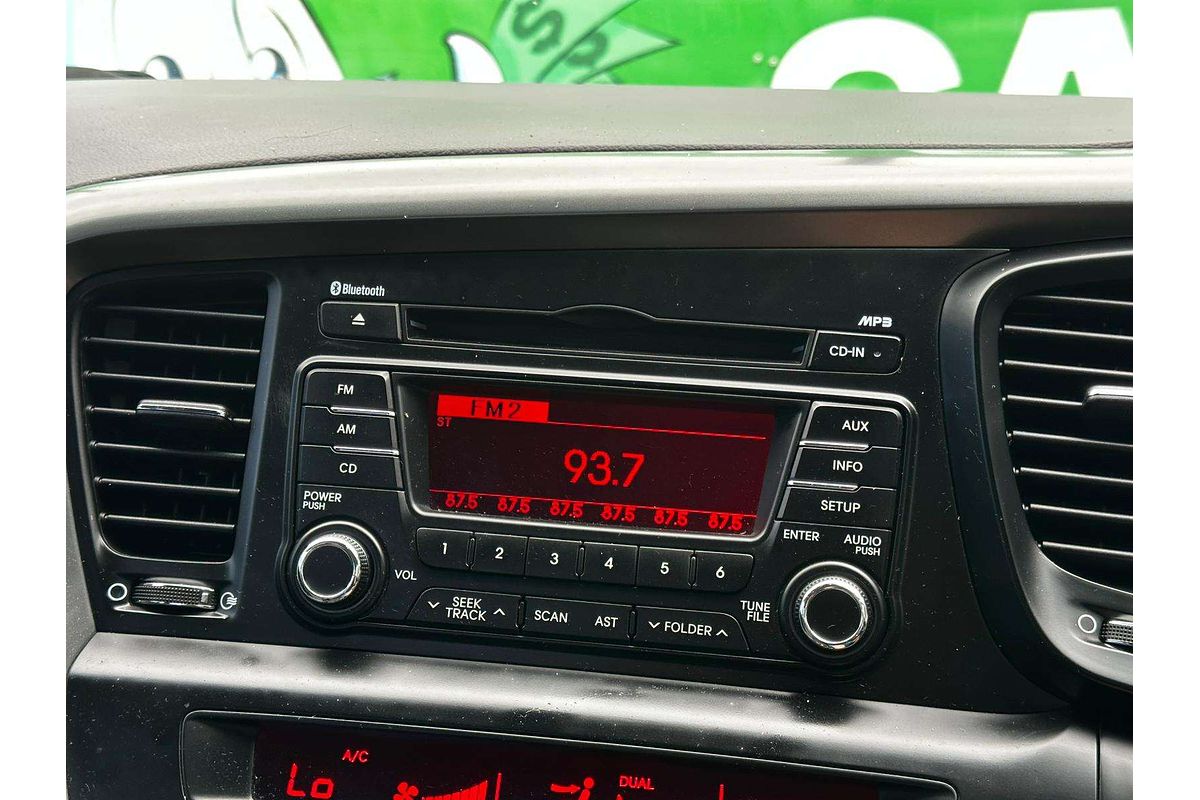 CA
Bluetooth
MP3
CD-IN
FM
AM
CD
FM2
ST
93.7
87.5 87.5 87.5 87.5 87.5 87.5
AUX
INFO
SETUP
POWER
PUSH
VOL
1 2 3 4 5 6
ENTER
AUDIO
PUSH
SEEK
TRACK
SCAN
AST
FOLDER
TUNE
FILE
A/C
Lo
DUAL